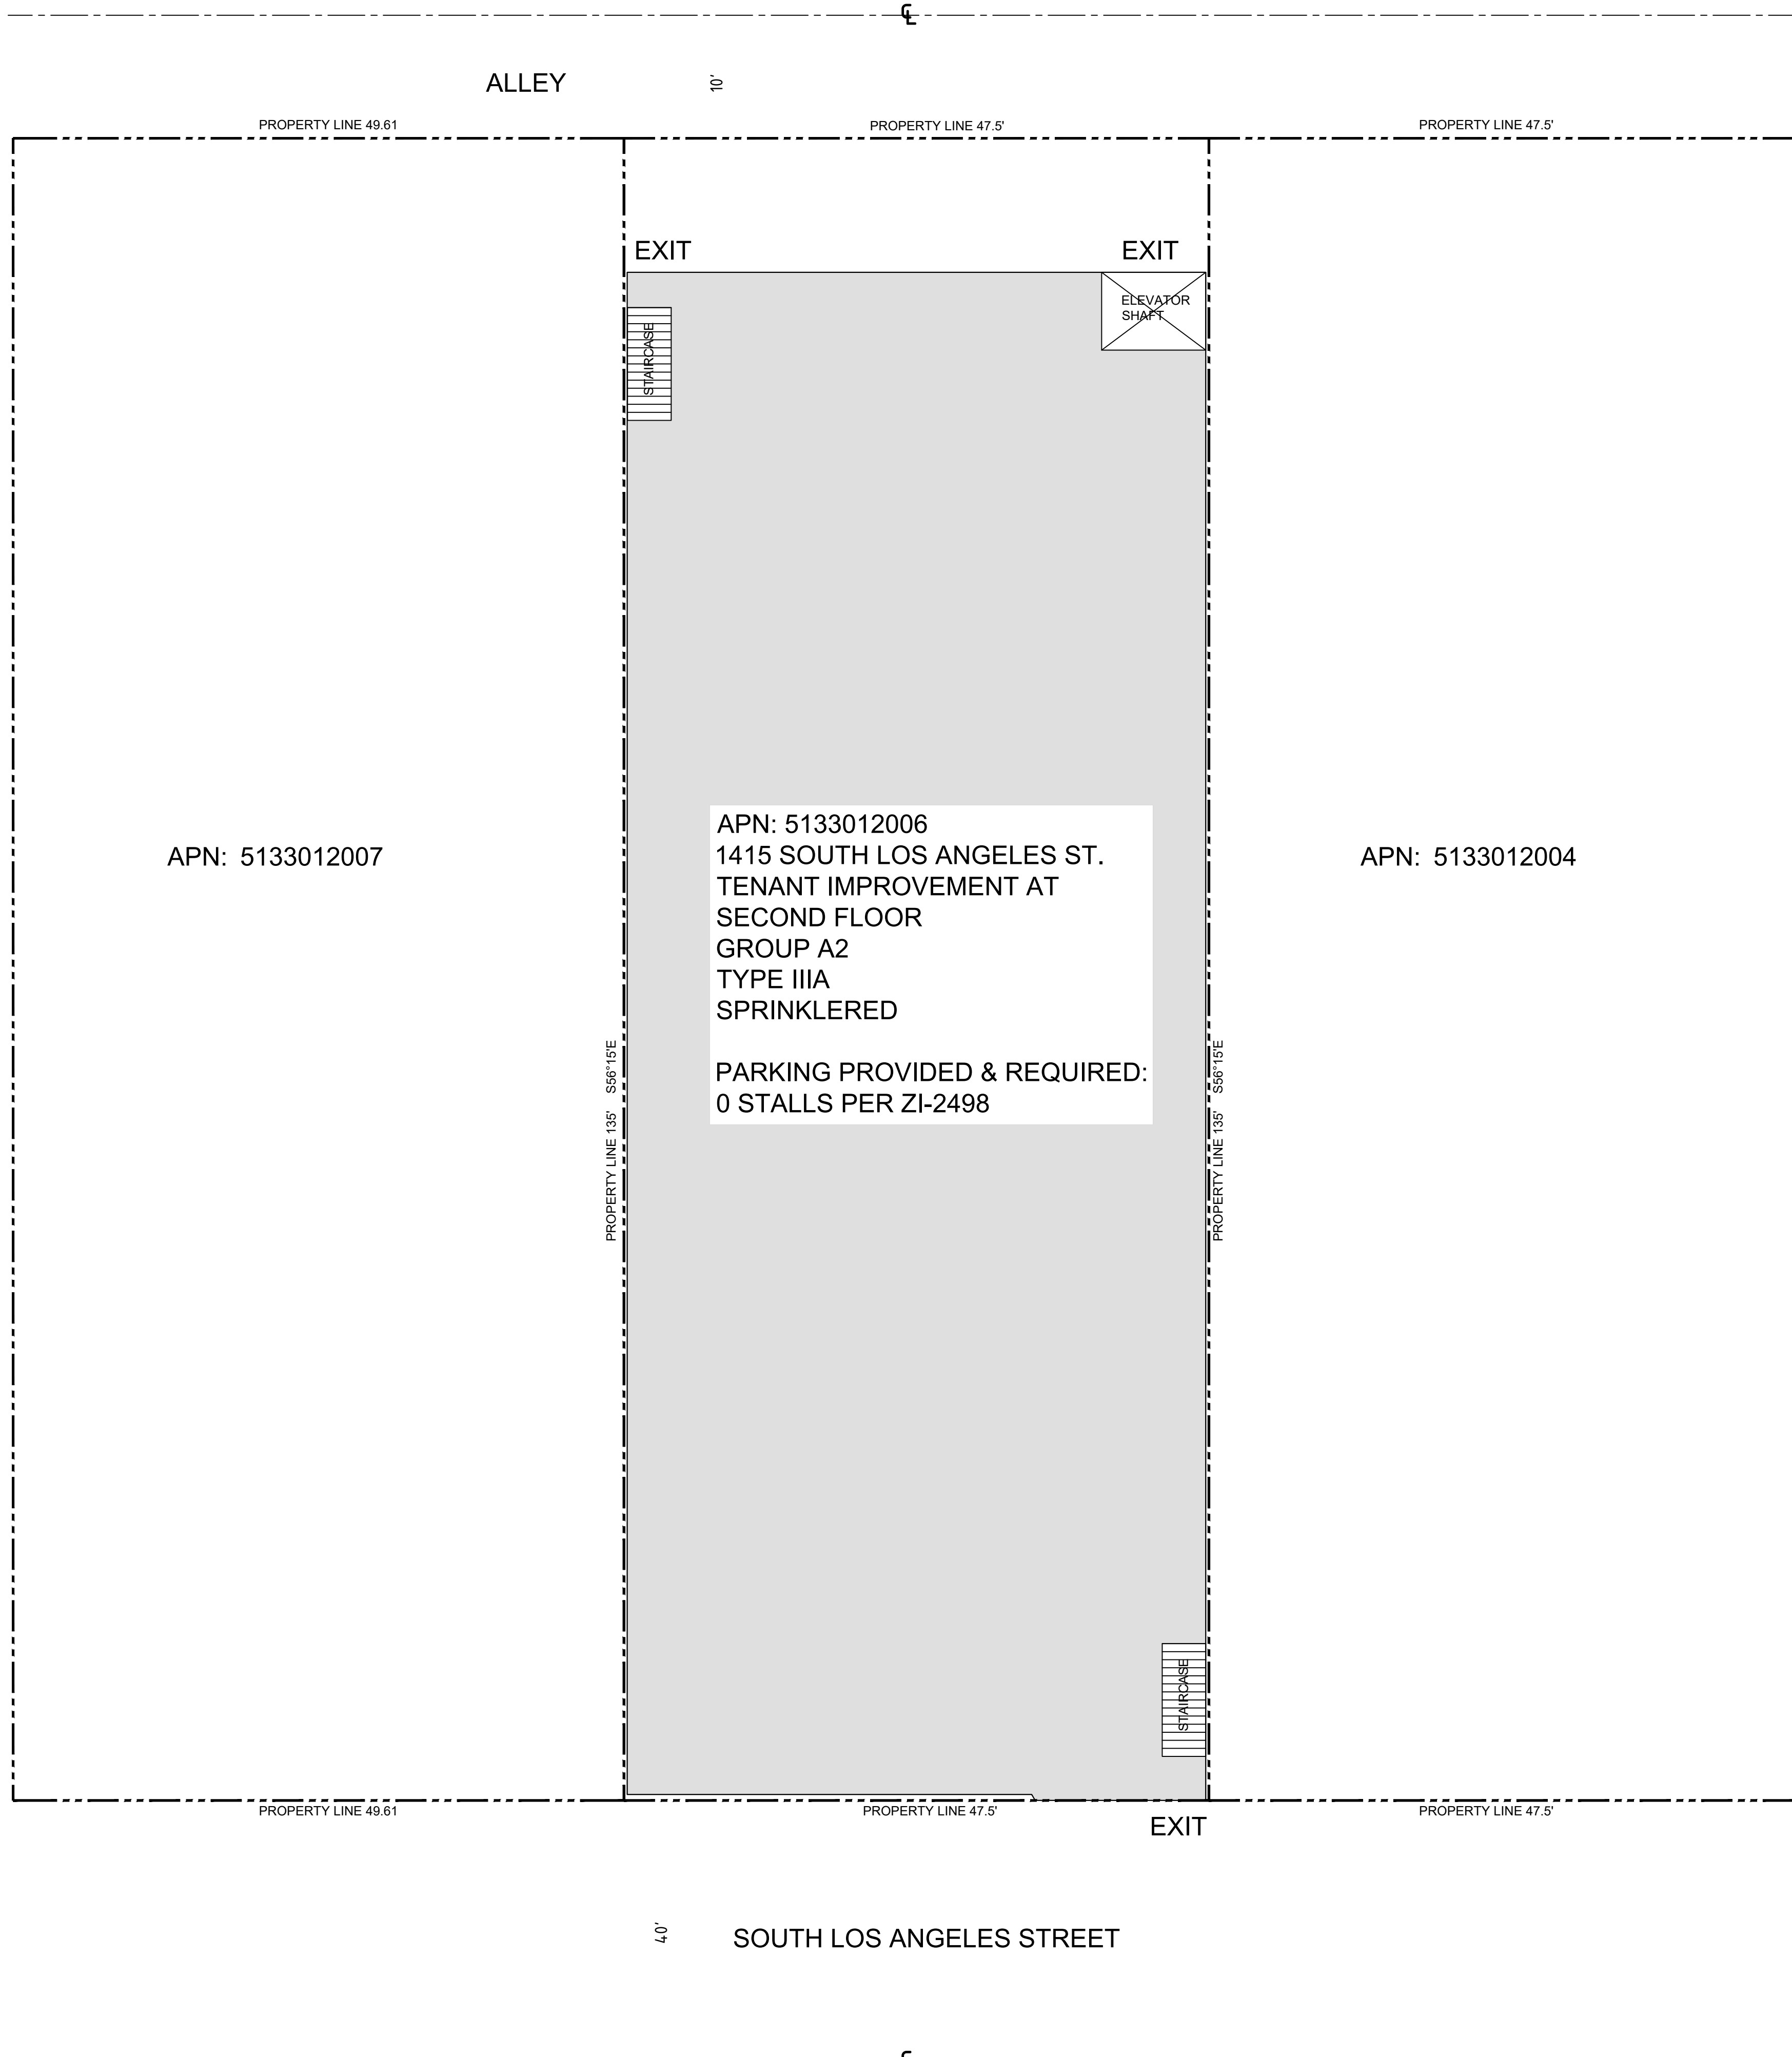 ℄
ALLEY
10'
PROPERTY LINE 49.61
PROPERTY LINE 47.5'
PROPERTY LINE 47.5'
EXIT
EXIT
ELEVATOR
SHAFT
STAIRCASE
APN: 5133012007
APN: 5133012006
1415 SOUTH LOS ANGELES ST.
TENANT IMPROVEMENT AT
SECOND FLOOR
GROUP A2
TYPE IIIA
SPRINKLERED
PARKING PROVIDED & REQUIRED:
0 STALLS PER ZI-2498
APN: 5133012004
PROPERTY LINE 135' S56°15'E
PROPERTY LINE 135' S56°15'E
STAIRCASE
PROPERTY LINE 49.61
PROPERTY LINE 47.5'
PROPERTY LINE 47.5'
EXIT
40'
SOUTH LOS ANGELES STREET